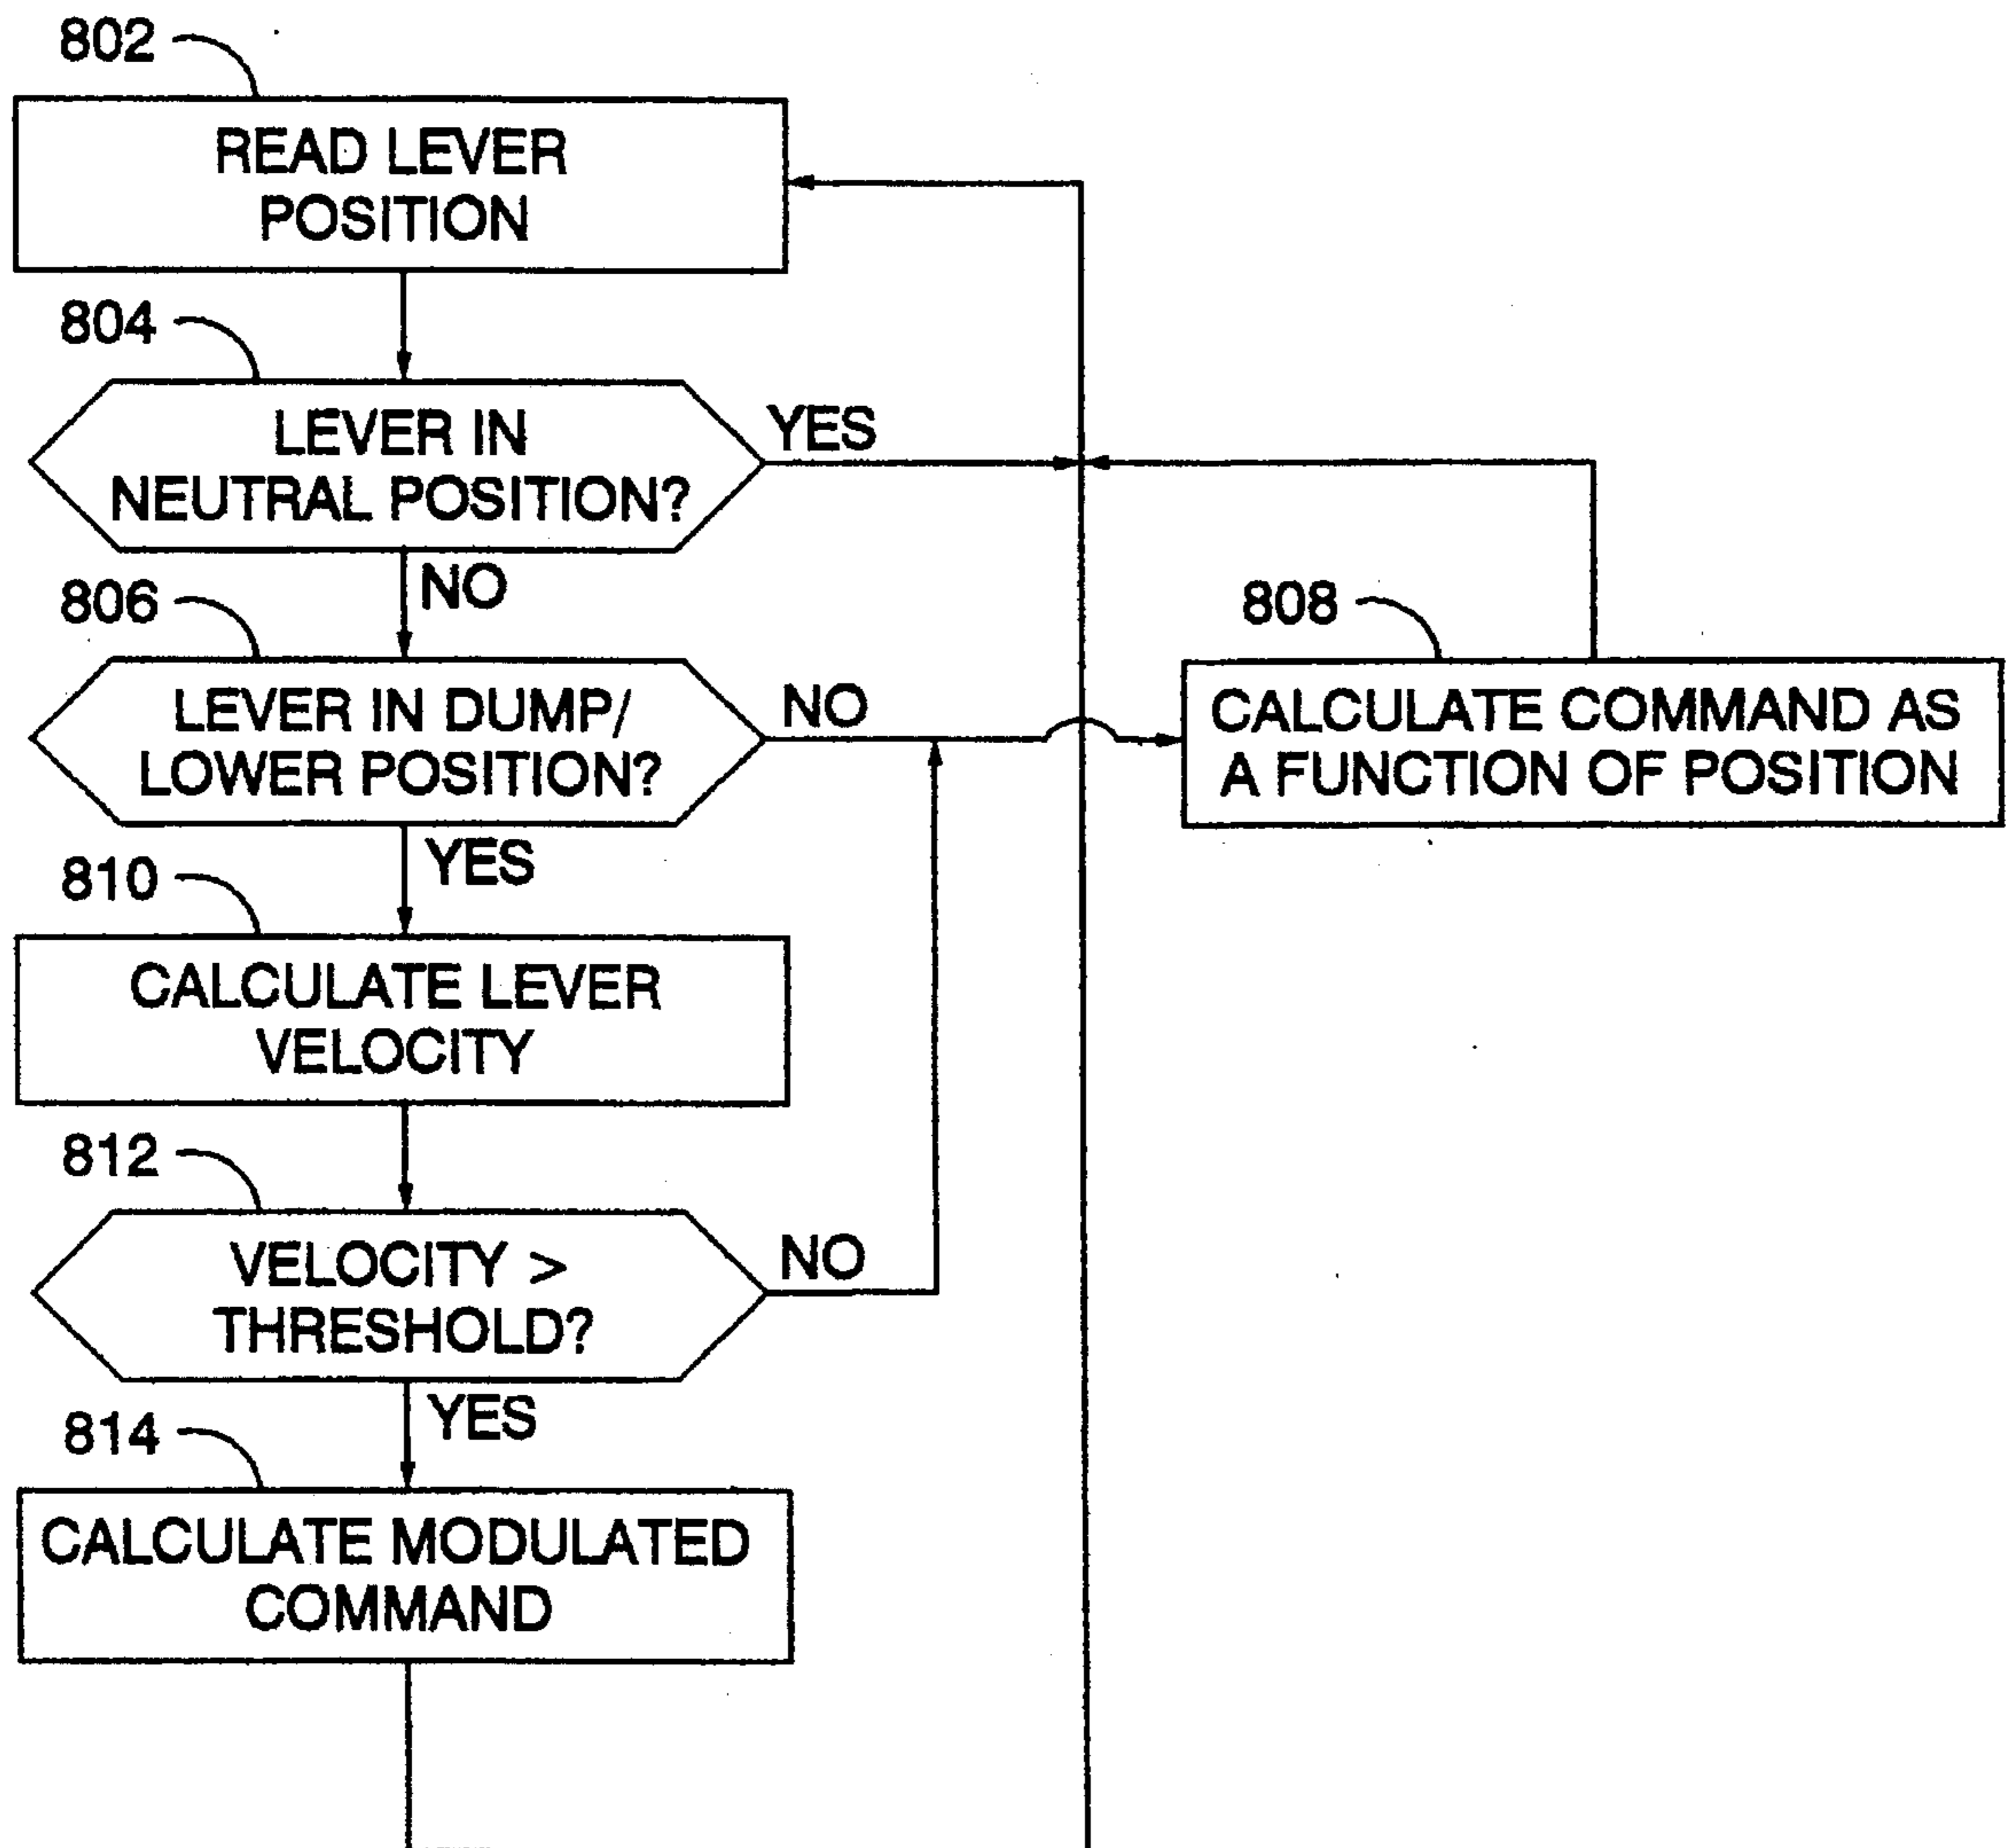 802
READ LEVER
POSITION
804
LEVER IN
NEUTRAL POSITION?
YES
NO
806
LEVER IN DUMP/
LOWER POSITION?
NO
808
CALCULATE COMMAND AS
A FUNCTION OF POSITION
YES
810
CALCULATE LEVER
VELOCITY
812
VELOCITY >
THRESHOLD?
NO
YES
814
CALCULATE MODULATED
COMMAND